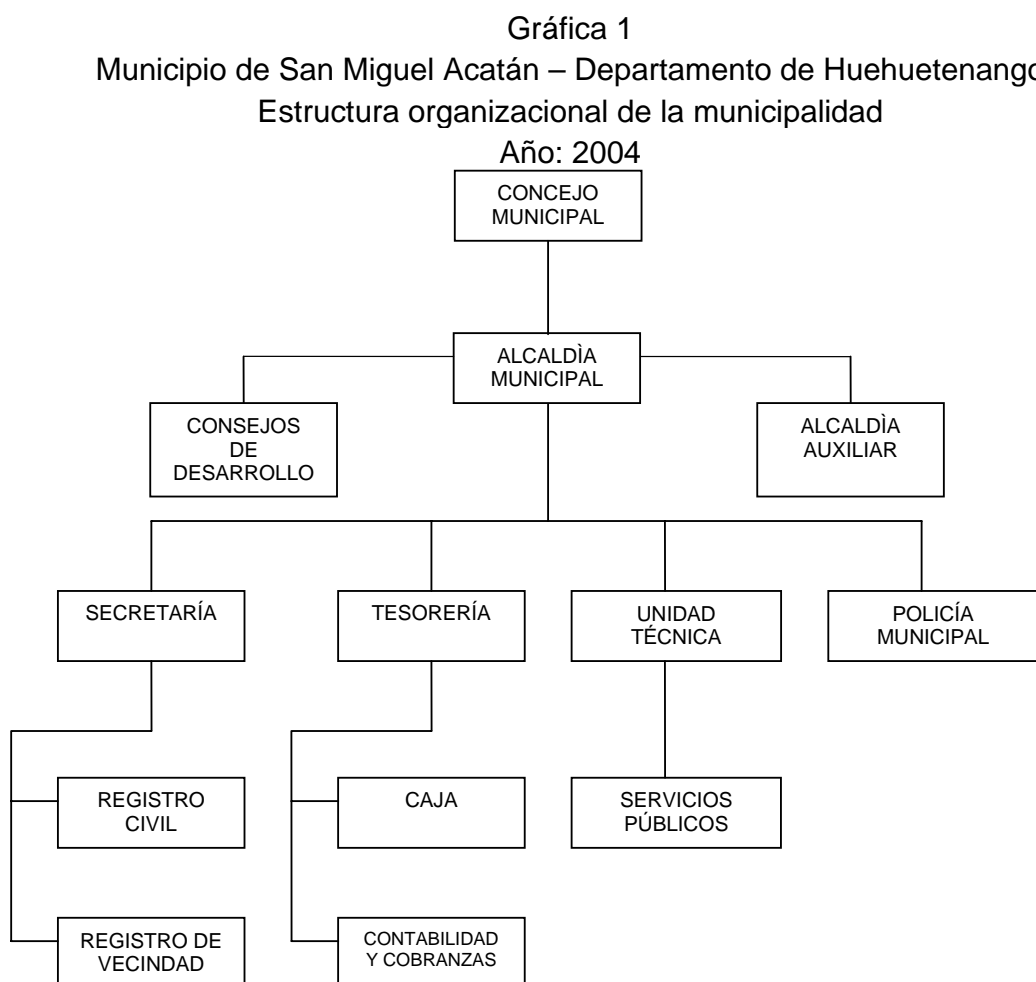 Gráfica 1
Municipio de San Miguel Acatán – Departamento de Huehuetenango
Estructura organizacional de la municipalidad
Año: 2004
CONCEJO
MUNICIPAL
ALCALDÌA
MUNICIPAL
CONSEJOS
DE
DESARROLLO
ALCALDÌA
AUXILIAR
SECRETARÍA
TESORERÍA
UNIDAD
TÉCNICA
POLICÍA
MUNICIPAL
REGISTRO
CIVIL
CAJA
SERVICIOS
PÚBLICOS
REGISTRO DE
VECINDAD
CONTABILIDAD
Y COBRANZAS